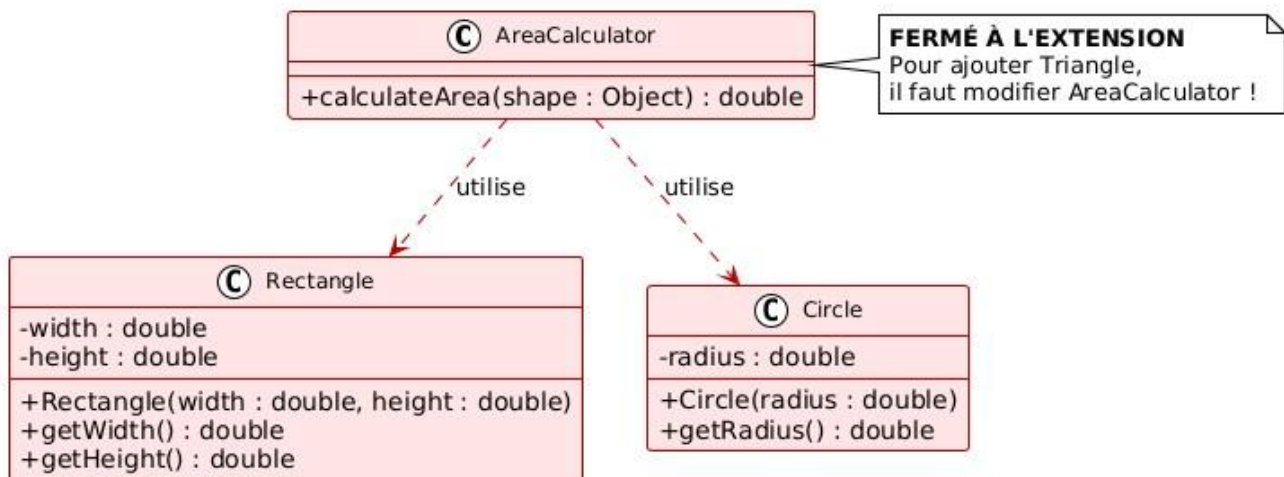 C AreaCalculator
+calculateArea(shape : Object) : double
FERMÉ À L'EXTENSION
Pour ajouter Triangle,
il faut modifier AreaCalculator !
utilise
utilise
C Rectangle
-width : double
-height : double
+Rectangle(width : double, height : double)
+getWidth() : double
+getHeight() : double
C Circle
-radius : double
+Circle(radius : double)
+getRadius() : double